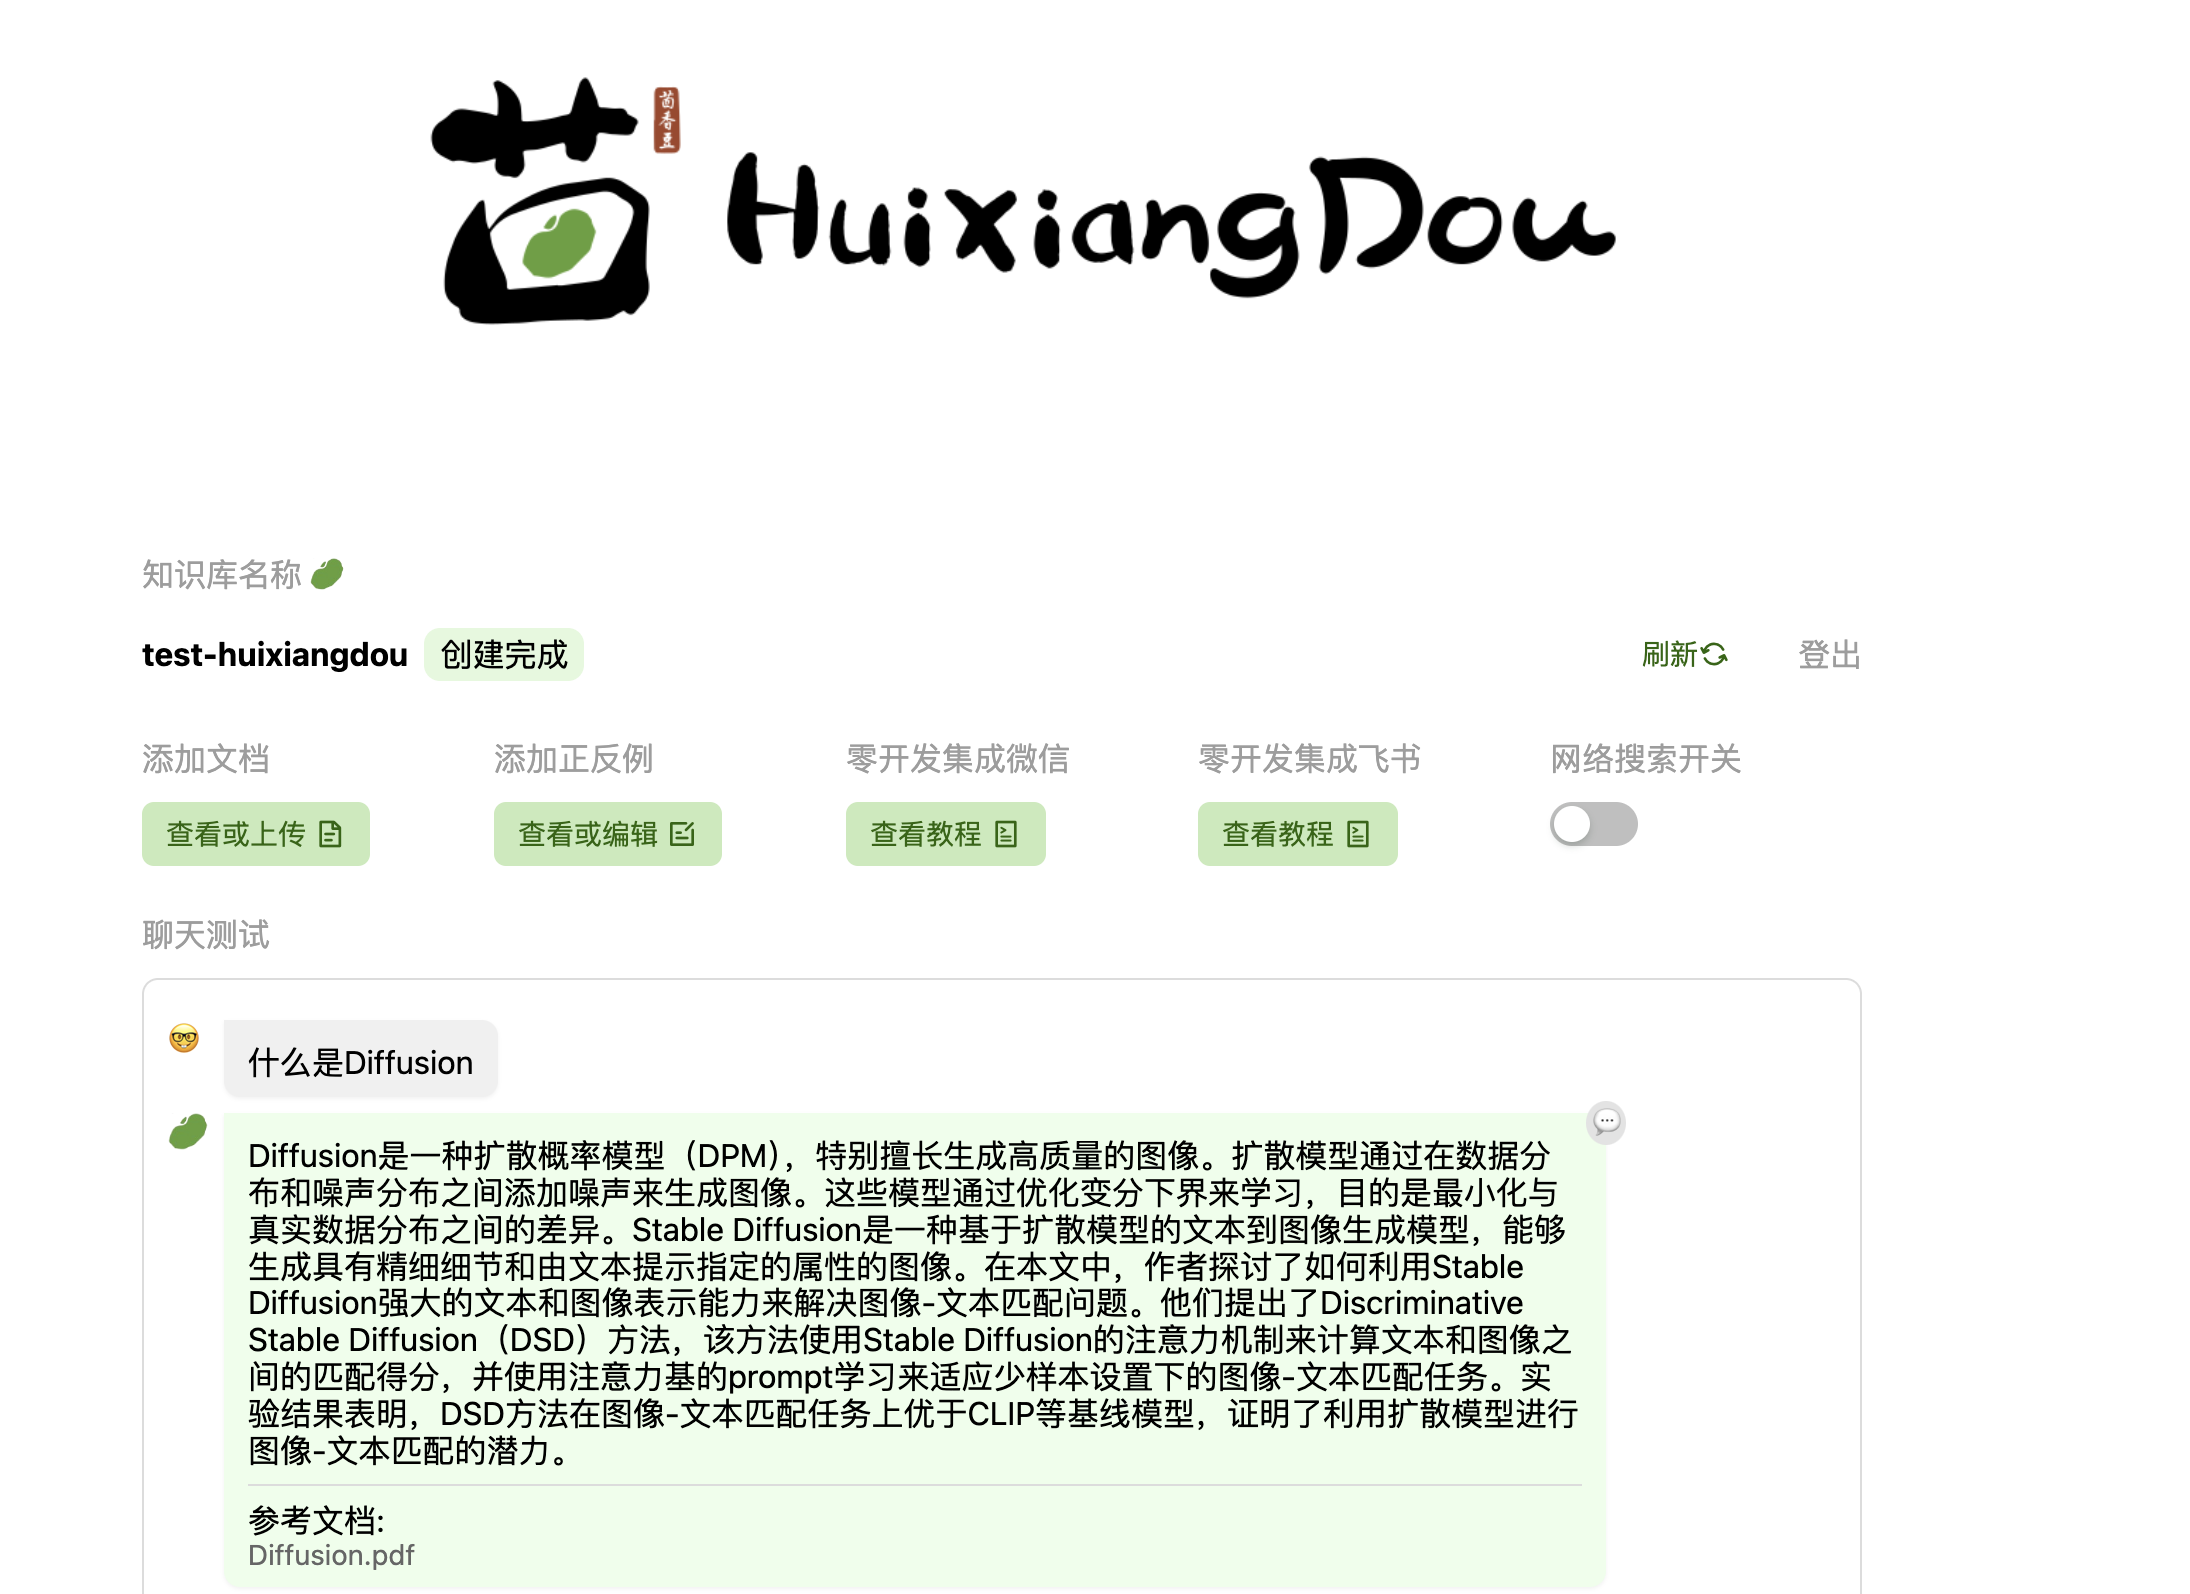 茴香豆
HuixiangDou
知识库名称
test-huixiangdou 创建完成 刷新 登出
添加文档 添加正反例 零开发集成微信 零开发集成飞书 网络搜索开关
查看或上传 查看或编辑 查看教程 查看教程
聊天测试
什么是Diffusion
Diffusion是一种扩散概率模型（DPM），特别擅长生成高质量的图像。扩散模型通过在数据分
布和噪声分布之间添加噪声来生成图像。这些模型通过优化变分下界来学习，目的是最小化与
真实数据分布之间的差异。Stable Diffusion是一种基于扩散模型的文本到图像生成模型，能够
生成具有精细细节和由文本提示指定的属性的图像。在本文中，作者探讨了如何利用Stable
Diffusion强大的文本和图像表示能力来解决图像-文本匹配问题。他们提出了Discriminative
Stable Diffusion（DSD）方法，该方法使用Stable Diffusion的注意力机制来计算文本和图像之
间的匹配得分，并使用注意力基的prompt学习来适应少样本设置下的图像-文本匹配任务。实
验结果表明，DSD方法在图像-文本匹配任务上优于CLIP等基线模型，证明了利用扩散模型进行
图像-文本匹配的潜力。
参考文档:
Diffusion.pdf